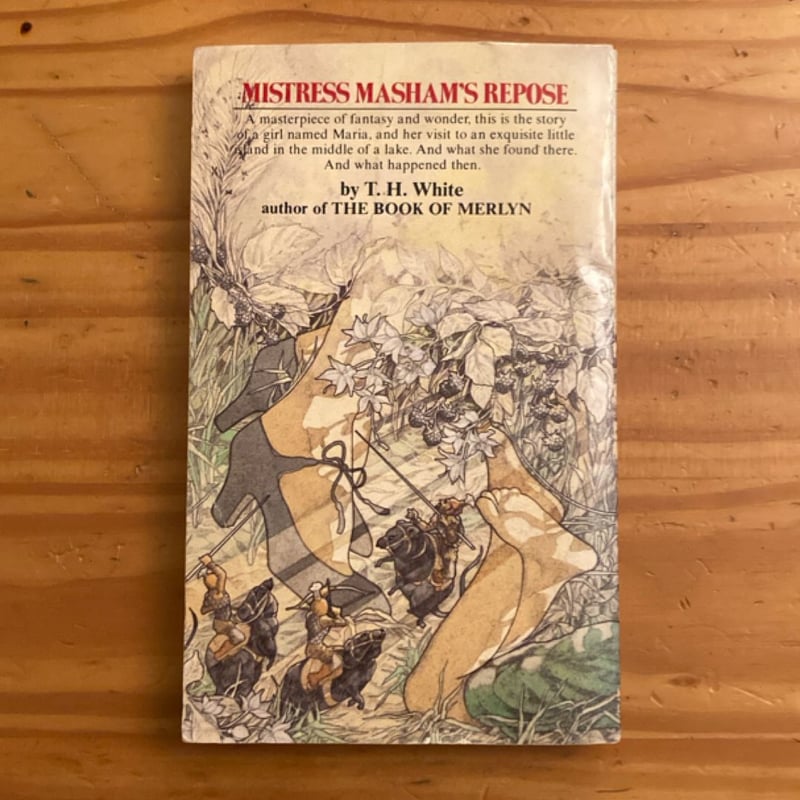 MISTRESS MASHAM'S REPOSE
A masterpiece of fantasy and wonder, this is the story
of a girl named Maria, and her visit to an exquisite little
island in the middle of a lake. And what she found there.
And what happened then.
by T. H. White
author of THE BOOK OF MERLYN